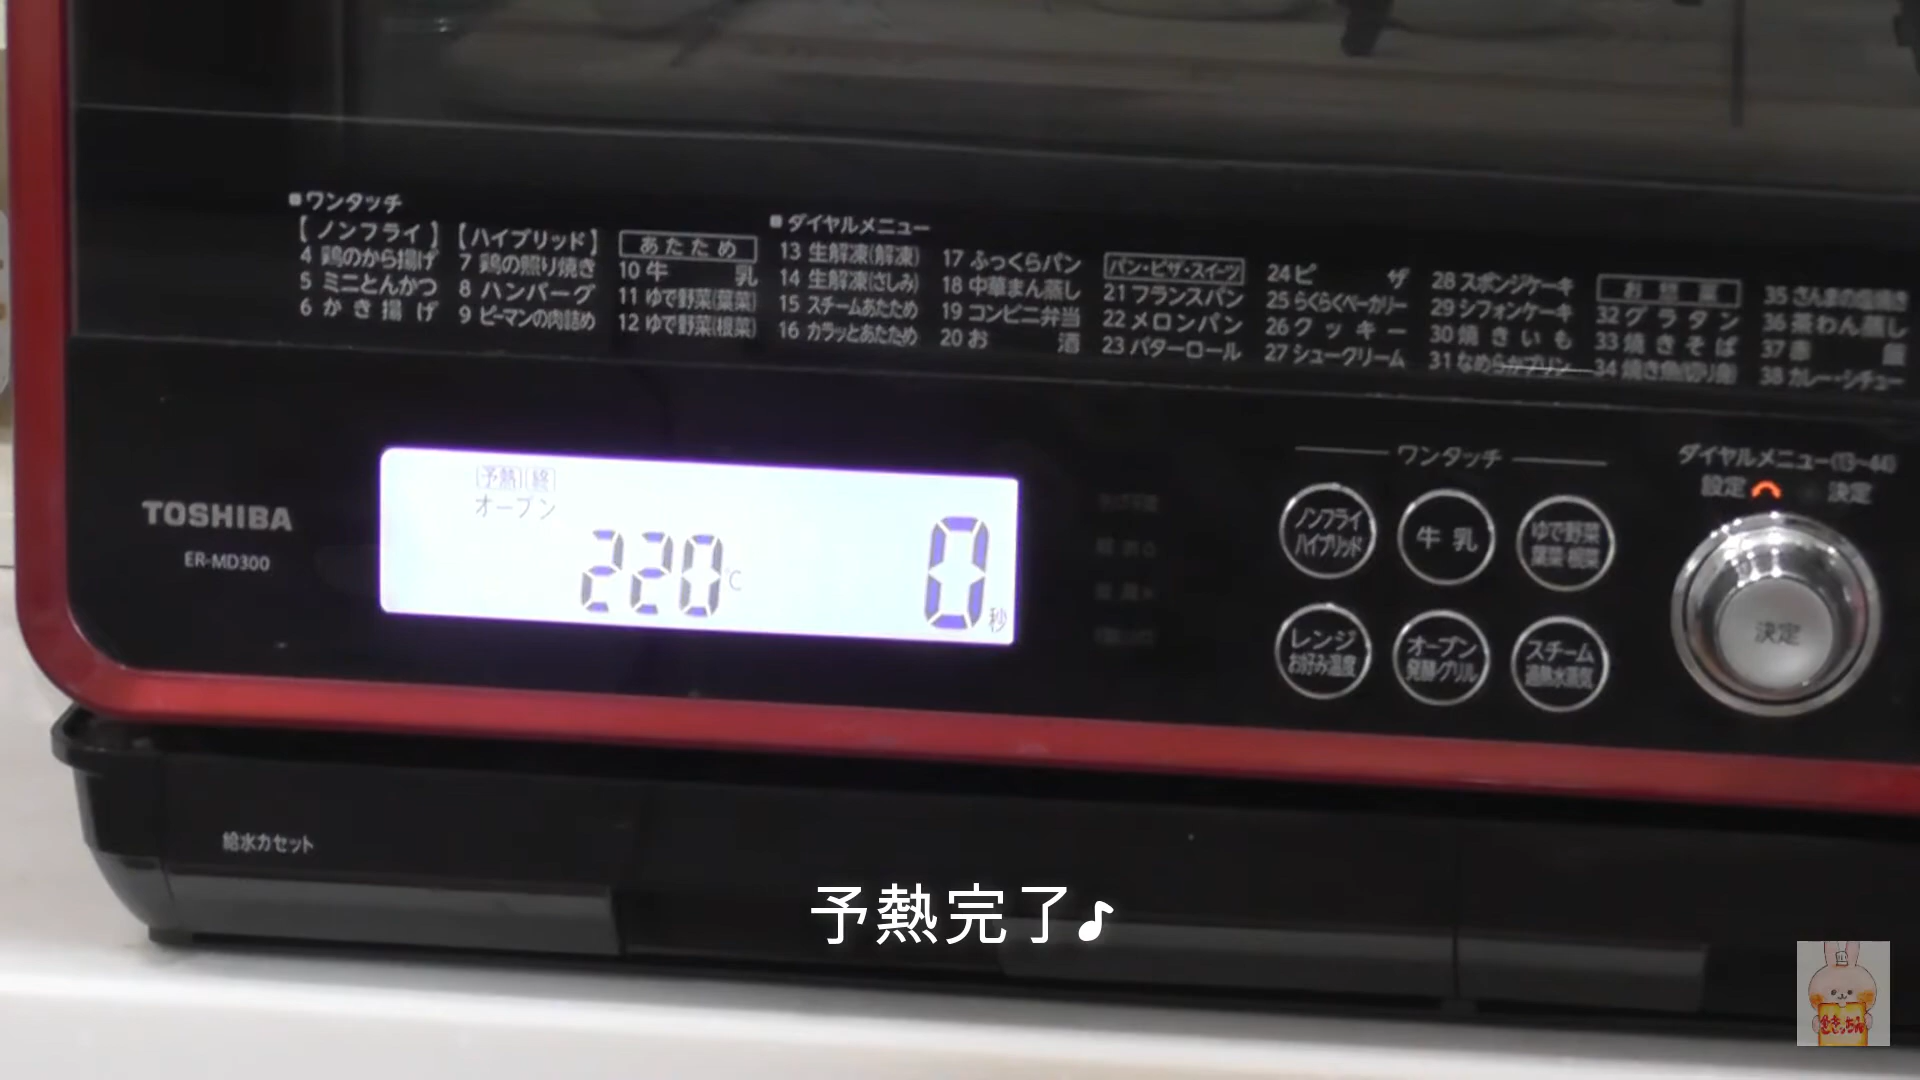 ■ワンタッチ
【ノンフライ】
4 鶏のから揚げ
5 ミニとんかつ
6 かき揚げ
【ハイブリッド】
7 鶏の照り焼き
8 ハンバーグ
9 ピーマンの肉詰め
あたため
10 牛乳
11 ゆで野菜(葉菜)
12 ゆで野菜(根菜)
■ダイヤルメニュー
13 生解凍(解凍)
14 生解凍(さしみ)
15 スチームあたため
16 カラッとあたため
17 ふっくらパン
18 中華まん蒸し
19 コンビニ弁当
20 お酒
パン・ピザ・スイーツ
21 フランスパン
22 メロンパン
23 バターロール
24 ピザ
25 らくらくベーカリー
26 クッキー
27 シュークリーム
28 スポンジケーキ
29 シフォンケーキ
30 焼きいも
31 なめらかプリン
お惣菜
32 グラタン
33 焼きそば
34 焼き魚(切り身)
35 さんまの塩焼き
36 茶わん蒸し
37 赤飯
38 カレー・シチュー
TOSHIBA
ER-MD300
予熱 終
オーブン
220℃
0秒
ワンタッチ
ノンフライ
ハイブリッド
牛乳
ゆで野菜
葉菜・根菜
レンジ
お好み温度
オーブン
発酵/グリル
スチーム
過熱水蒸気
ダイヤルメニュー(13~44)
設定
決定
決定
給水カセット
予熱完了♪